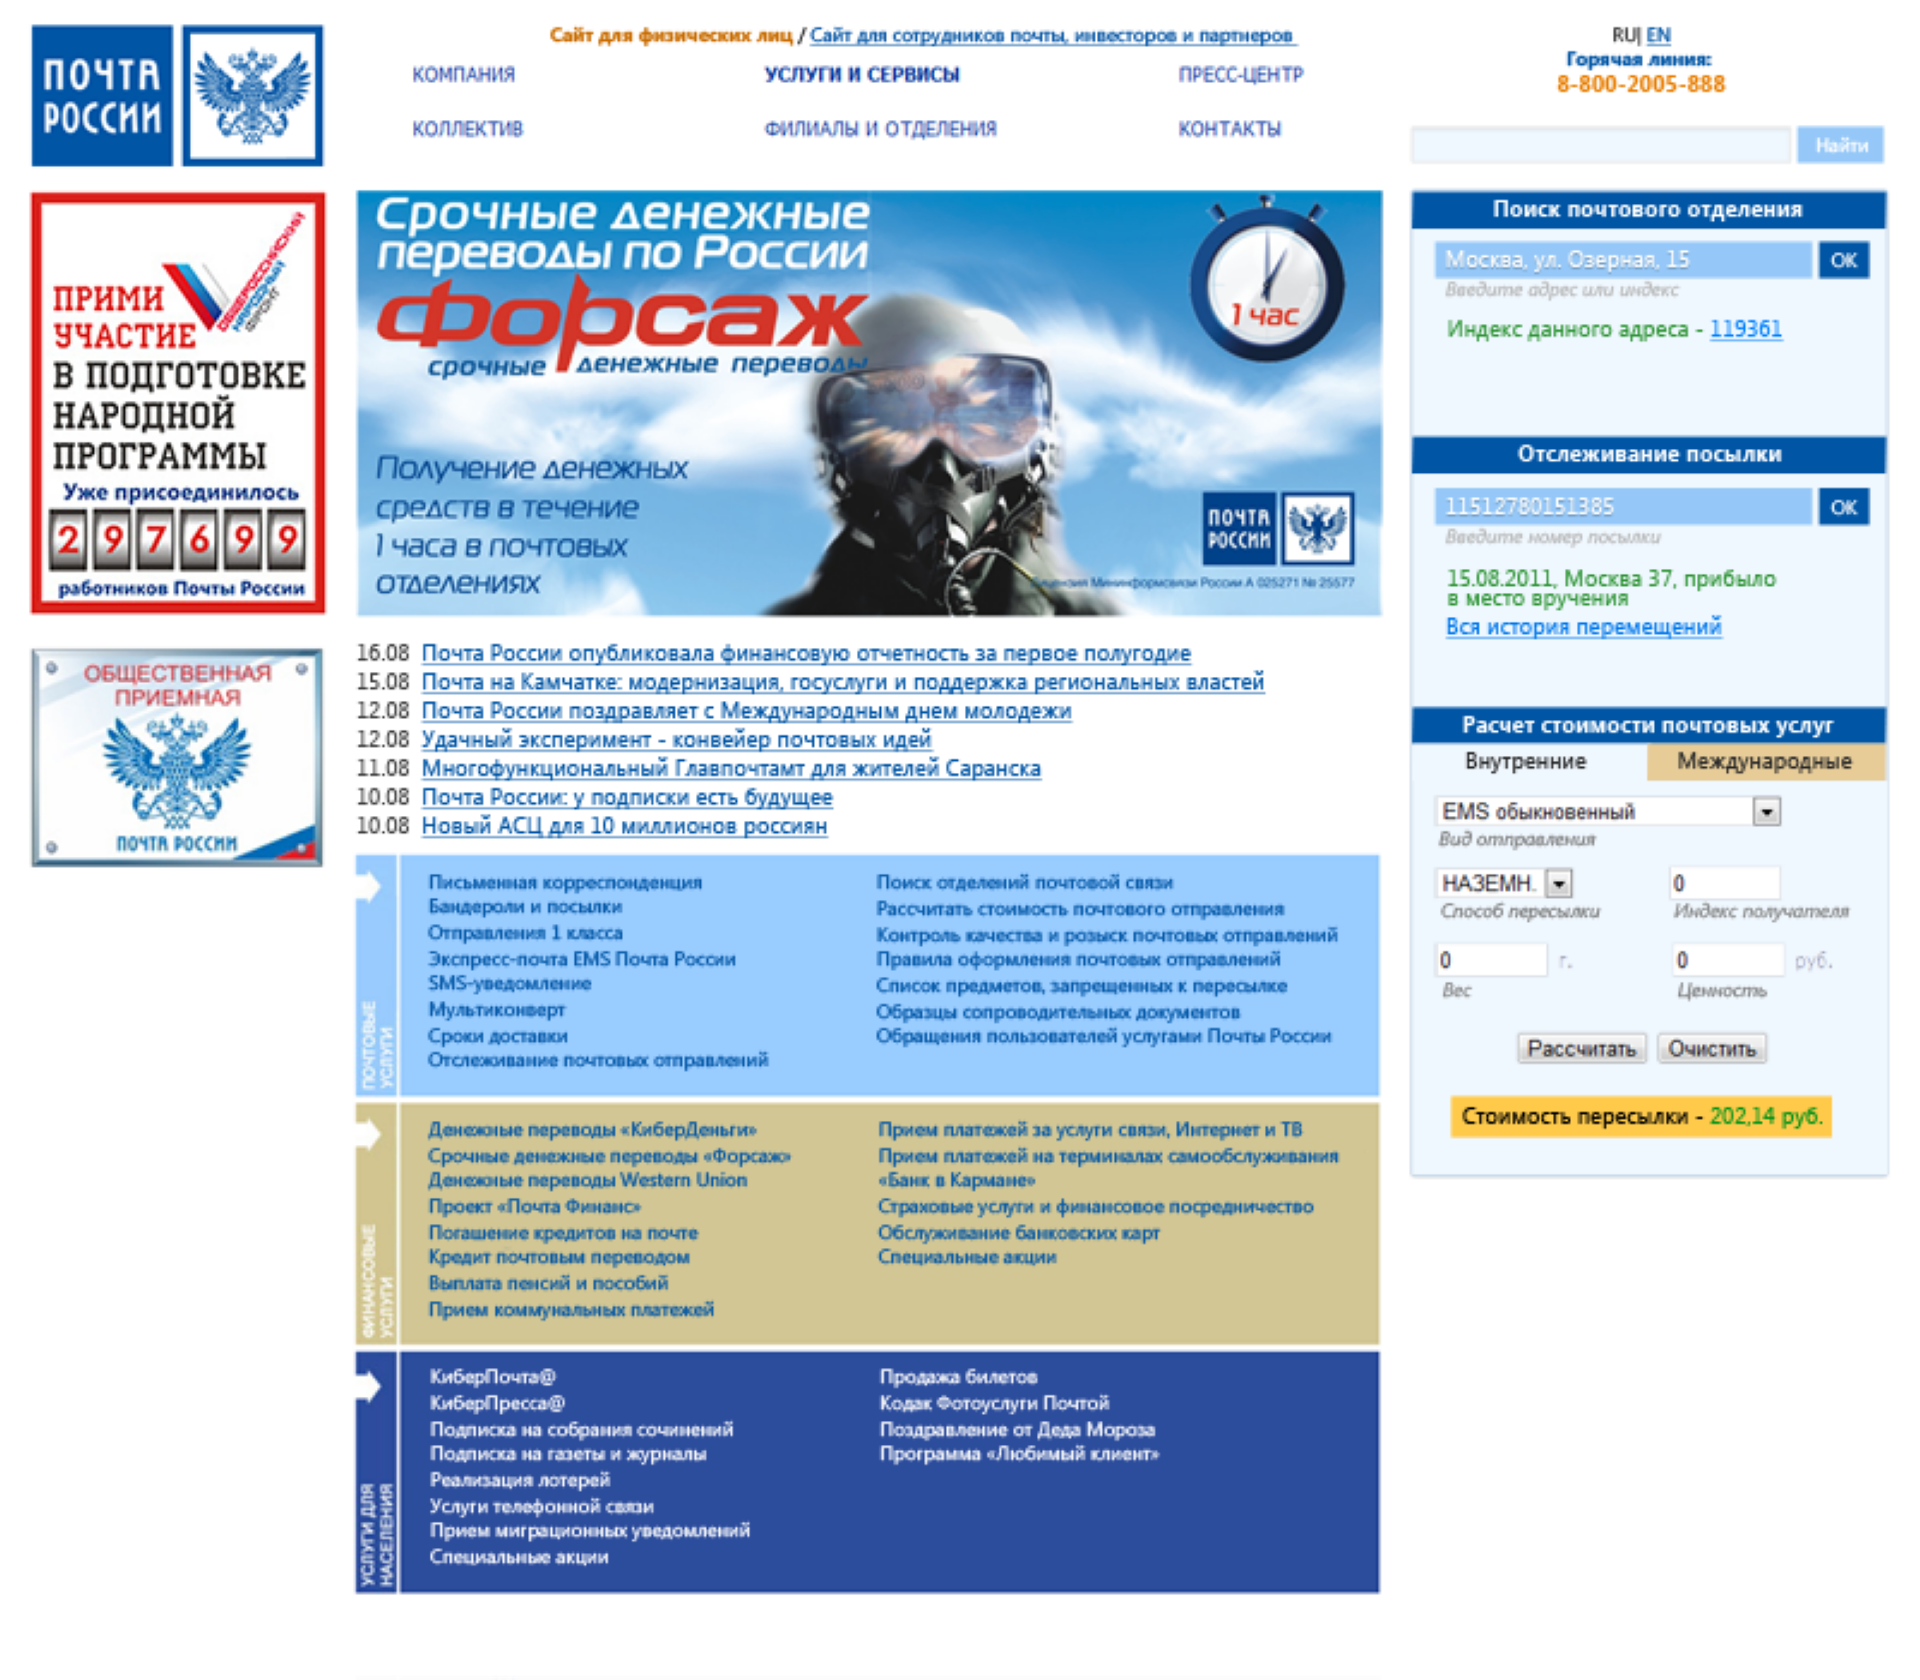 ПОЧТА
РОССИИ
Сайт для физических лиц / Сайт для сотрудников почты, инвесторов и партнеров
КОМПАНИЯ
УСЛУГИ И СЕРВИСЫ
ПРЕСС-ЦЕНТР
КОЛЛЕКТИВ
ФИЛИАЛЫ И ОТДЕЛЕНИЯ
КОНТАКТЫ
RU| EN
Горячая линия:
8-800-2005-888
Найти
ОБЩЕРОССИЙСКИЙ
НАРОДНЫЙ
ФРОНТ
ПРИМИ
УЧАСТИЕ
В ПОДГОТОВКЕ
НАРОДНОЙ
ПРОГРАММЫ
Уже присоединилось
297699
работников Почты России
ОБЩЕСТВЕННАЯ
ПРИЕМНАЯ
ПОЧТА РОССИИ
Срочные денежные
переводы по России
Форсаж
срочные денежные переводы
1 час
Получение денежных
средств в течение
1 часа в почтовых
отделениях
ПОЧТА
РОССИИ
Лицензия Мининформсвязи России А 025271 № 25577
16.08 Почта России опубликовала финансовую отчетность за первое полугодие
15.08 Почта на Камчатке: модернизация, госуслуги и поддержка региональных властей
12.08 Почта России поздравляет с Международным днем молодежи
12.08 Удачный эксперимент - конвейер почтовых идей
11.08 Многофункциональный Главпочтамт для жителей Саранска
10.08 Почта России: у подписки есть будущее
10.08 Новый АСЦ для 10 миллионов россиян
ПОЧТОВЫЕ
УСЛУГИ
Письменная корреспонденция
Бандероли и посылки
Отправления 1 класса
Экспресс-почта EMS Почта России
SMS-уведомление
Мультиконверт
Сроки доставки
Отслеживание почтовых отправлений
Поиск отделений почтовой связи
Рассчитать стоимость почтового отправления
Контроль качества и розыск почтовых отправлений
Правила оформления почтовых отправлений
Список предметов, запрещенных к пересылке
Образцы сопроводительных документов
Обращения пользователей услугами Почты России
ФИНАНСОВЫЕ
УСЛУГИ
Денежные переводы «КиберДеньги»
Срочные денежные переводы «Форсаж»
Денежные переводы Western Union
Проект «Почта Финанс»
Погашение кредитов на почте
Кредит почтовым переводом
Выплата пенсий и пособий
Прием коммунальных платежей
Прием платежей за услуги связи, Интернет и ТВ
Прием платежей на терминалах самообслуживания
«Банк в Кармане»
Страховые услуги и финансовое посредничество
Обслуживание банковских карт
Специальные акции
УСЛУГИ ДЛЯ
НАСЕЛЕНИЯ
КиберПочта@
КиберПресса@
Подписка на собрания сочинений
Подписка на газеты и журналы
Реализация лотерей
Услуги телефонной связи
Прием миграционных уведомлений
Специальные акции
Продажа билетов
Кодак Фотоуслуги Почтой
Поздравление от Деда Мороза
Программа «Любимый клиент»
Поиск почтового отделения
Москва, ул. Озерная, 15
OK
Введите адрес или индекс
Индекс данного адреса - 119361
Отслеживание посылки
11512780151385
OK
Введите номер посылки
15.08.2011, Москва 37, прибыло
в место вручения
Вся история перемещений
Расчет стоимости почтовых услуг
Внутренние
Международные
EMS обыкновенный
Вид отправления
НАЗЕМН.
0
Способ пересылки
Индекс получателя
0 г.
0 руб.
Вес
Ценность
Рассчитать
Очистить
Стоимость пересылки - 202,14 руб.